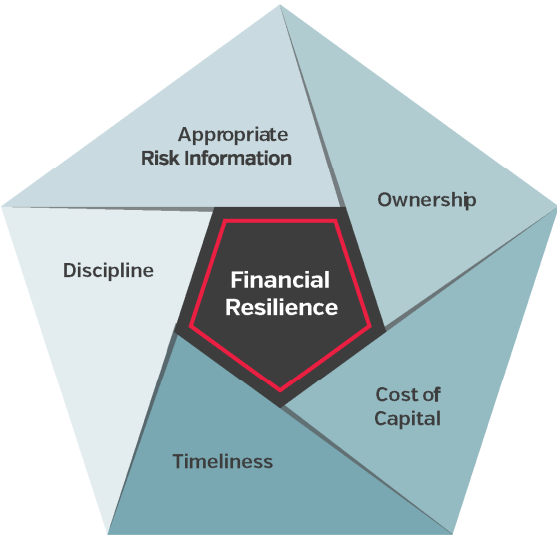 Appropriate
Risk Information
Ownership
Discipline
Financial
Resilience
Cost of
Capital
Timeliness